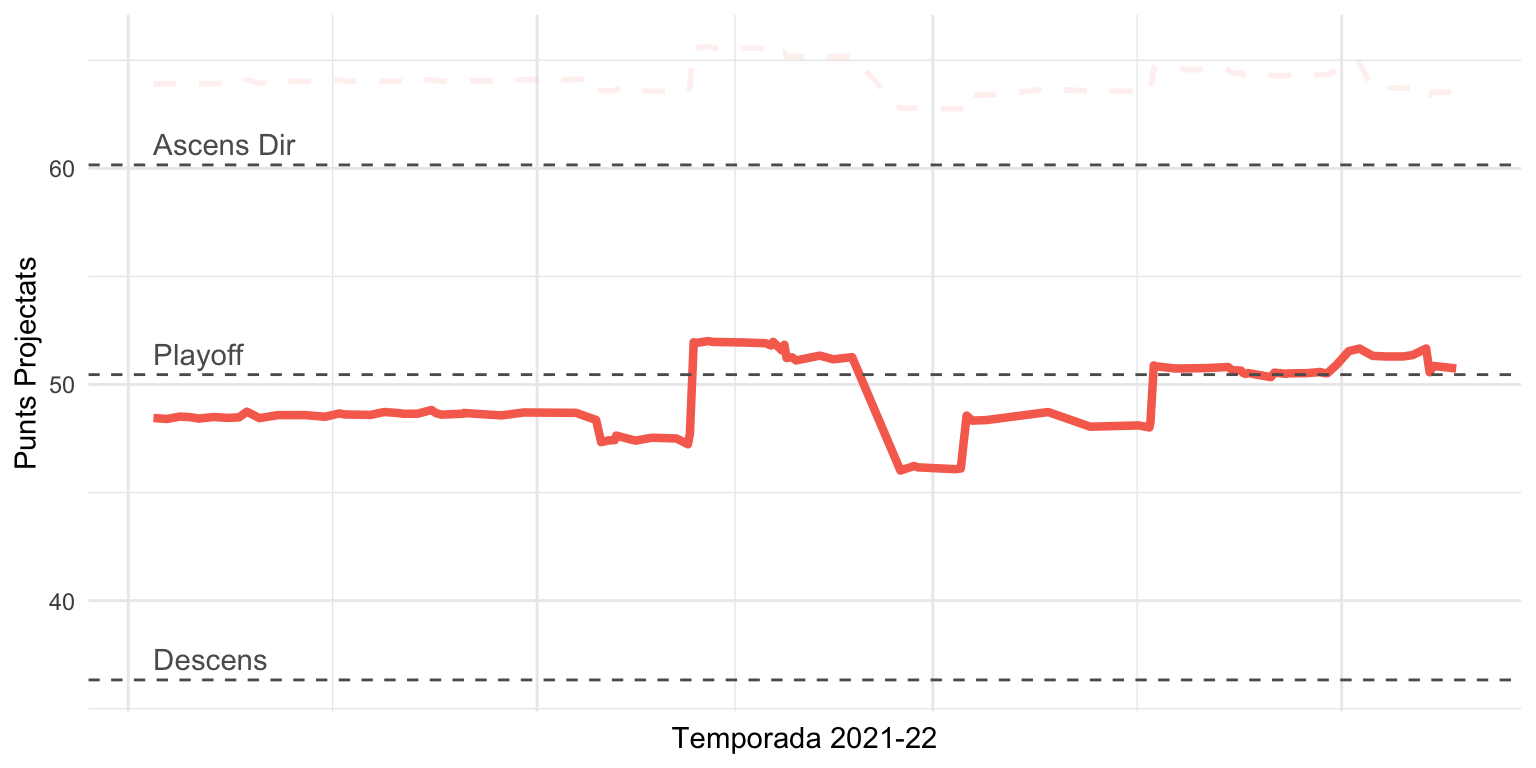 Ascens Dir
60
Playoff
50
40
Descens
Punts Projectats
Temporada 2021-22